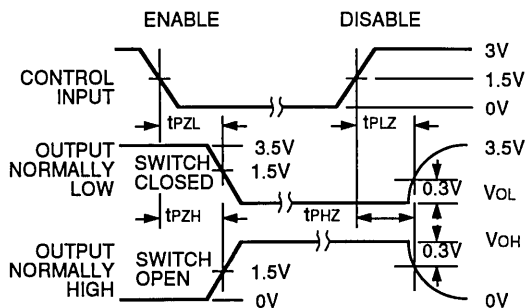 ENABLE DISABLE
CONTROL INPUT
3V
1.5V
0V
tPZL tPLZ
OUTPUT NORMALLY LOW
SWITCH CLOSED
3.5V
1.5V
3.5V
0.3V
VOL
tPZH tPHZ
VOH
0.3V
OUTPUT NORMALLY HIGH
SWITCH OPEN
1.5V
0V